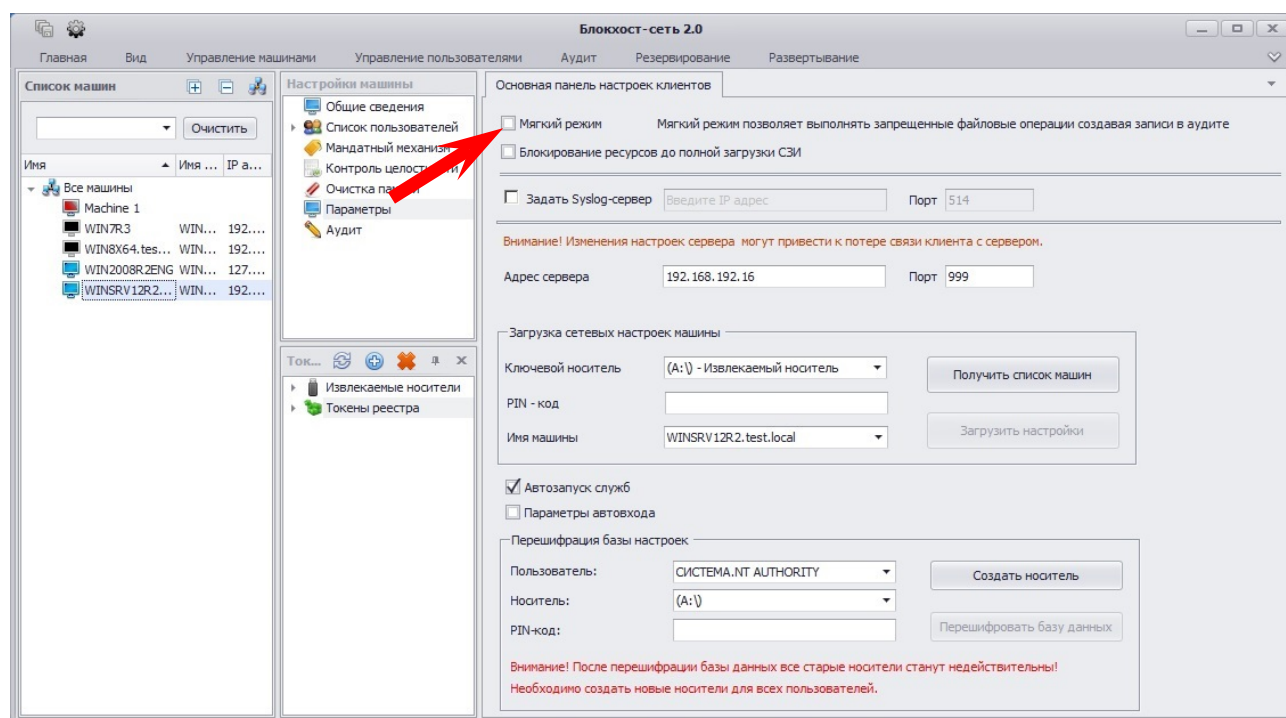 Блокхост-сеть 2.0
Главная Вид Управление машинами Управление пользователями Аудит Резервирование Развертывание
Список машин
Очистить
Имя Имя ... IP а...
Все машины
Machine 1
WIN7R3 WIN... 192....
WIN8X64.tes... WIN... 192....
WIN2008R2ENG WIN... 127....
WINSRV12R2... WIN... 192....
Настройки машины
Общие сведения
Список пользователей
Мандатный механизм
Контроль
Очистка
Параметры
Аудит
Ток...
Извлекаемые носители
Токены реестра
Основная панель настроек клиентов
Мягкий режим Мягкий режим позволяет выполнять запрещенные файловые операции создавая записи в аудите
Блокирование ресурсов до полной загрузки СЗИ
Задать Syslog-сервер Введите IP адрес Порт 514
Внимание! Изменения настроек сервера могут привести к потере связи клиента с сервером.
Адрес сервера 192.168.192.16 Порт 999
Загрузка сетевых настроек машины
Ключевой носитель (A:\) - Извлекаемый носитель Получить список машин
PIN - код
Имя машины WINSRV12R2.test.local Загрузить настройки
Автозапуск служб
Параметры автовхода
Перешифрация базы настроек
Пользователь: СИСТЕМА.NT AUTHORITY Создать носитель
Носитель: (A:\)
PIN-код: Перешифровать базу данных
Внимание! После перешифрации базы данных все старые носители станут недействительны!
Необходимо создать новые носители для всех пользователей.